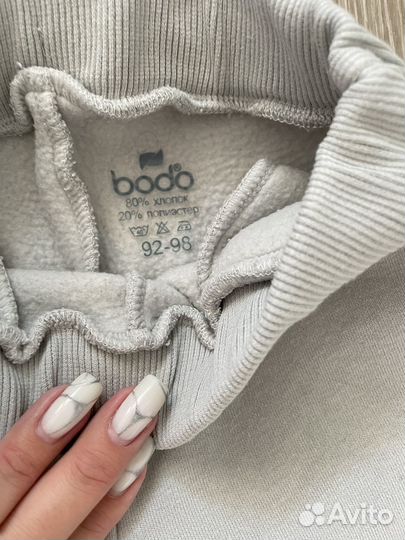 bodo®
80% хлопок
20% полиэстер
92-98
Avito